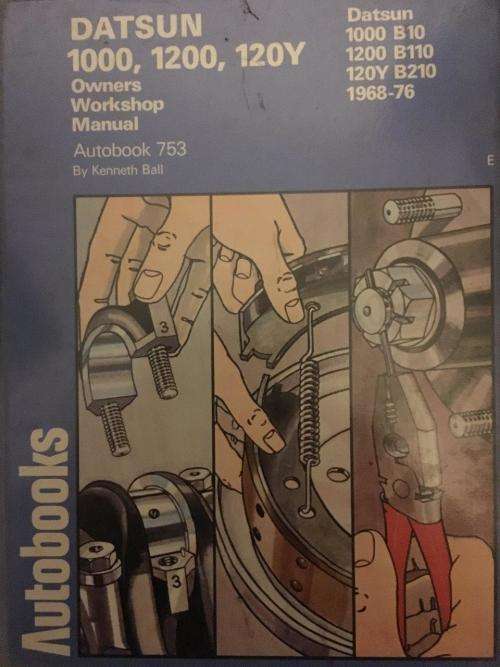 DATSUN
1000, 1200, 120Y
Owners
Workshop
Manual
Autobook 753
By Kenneth Ball
Datsun
1000 B10
1200 B110
120Y B210
1968-76
E
3
3
Autobooks